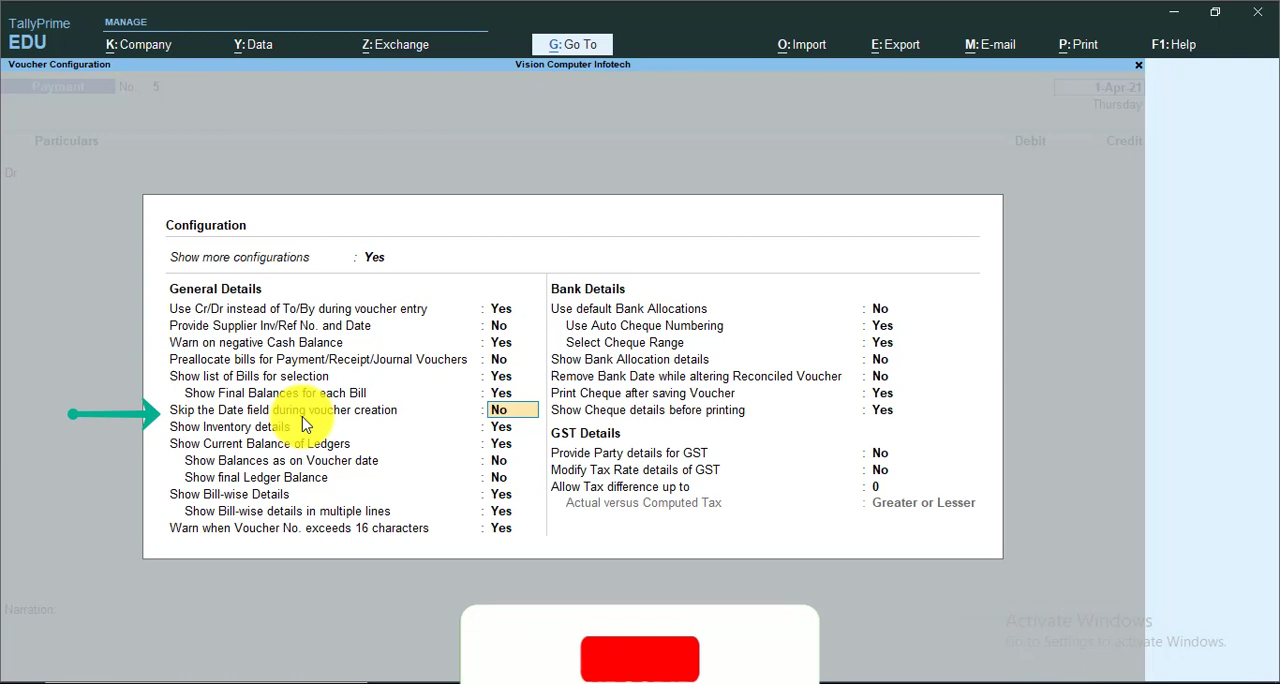 TallyPrime
EDU
MANAGE
K: Company
Y: Data
Z: Exchange
G: Go To
O: Import
E: Export
M: E-mail
P: Print
F1: Help
Voucher Configuration
Vision Computer Infotech
Payment No. 5
1-Apr-21
Thursday
Particulars
Debit
Credit
Dr
Configuration
Show more configurations : Yes
General Details
Use Cr/Dr instead of To/By during voucher entry : Yes
Provide Supplier Inv/Ref No. and Date : No
Warn on negative Cash Balance : Yes
Preallocate bills for Payment/Receipt/Journal Vouchers : No
Show list of Bills for selection : Yes
Show Final Balances for each Bill : Yes
Skip the Date field during voucher creation : No
Show Inventory details : Yes
Show Current Balance of Ledgers : Yes
Show Balances as on Voucher date : No
Show final Ledger Balance : No
Show Bill-wise Details : Yes
Show Bill-wise details in multiple lines : Yes
Warn when Voucher No. exceeds 16 characters : Yes
Bank Details
Use default Bank Allocations : No
Use Auto Cheque Numbering : Yes
Select Cheque Range : Yes
Show Bank Allocation details : No
Remove Bank Date while altering Reconciled Voucher : No
Print Cheque after saving Voucher : Yes
Show Cheque details before printing : Yes
GST Details
Provide Party details for GST : No
Modify Tax Rate details of GST : No
Allow Tax difference up to : 0
Actual versus Computed Tax : Greater or Lesser
Narration:
Activate Windows
Go to Settings to Activate Windows.